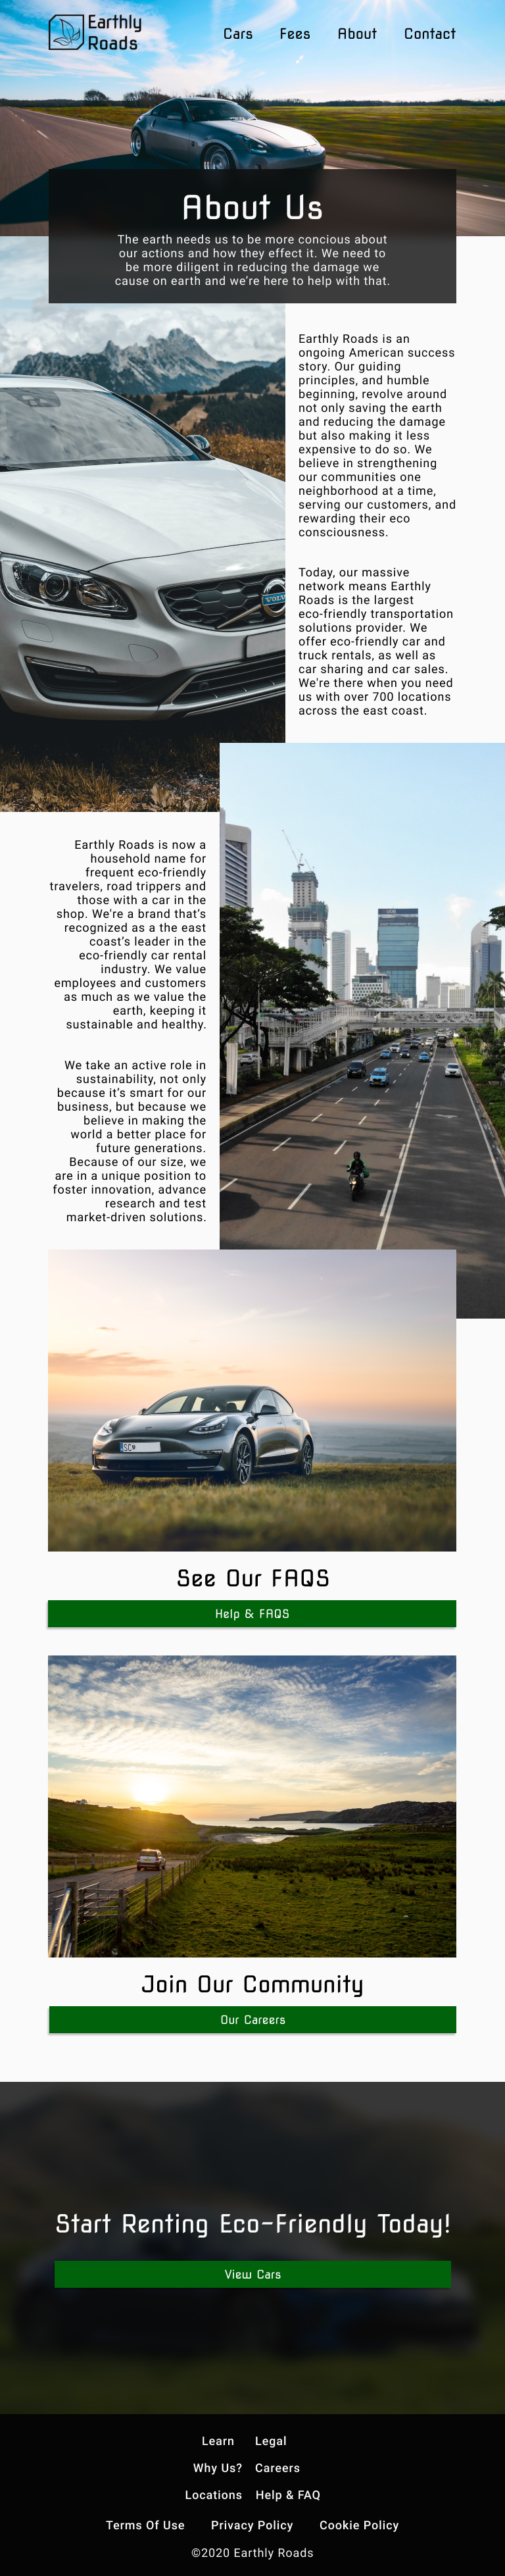 Earthly
Roads
Cars Fees About Contact
About Us
The earth needs us to be more concious about
our actions and how they effect it. We need to
be more diligent in reducing the damage we
cause on earth and we’re here to help with that.
Earthly Roads is an
ongoing American success
story. Our guiding
principles, and humble
beginning, revolve around
not only saving the earth
and reducing the damage
but also making it less
expensive to do so. We
believe in strengthening
our communities one
neighborhood at a time,
serving our customers, and
rewarding their eco
consciousness.
Today, our massive
network means Earthly
Roads is the largest
eco-friendly transportation
solutions provider. We
offer eco-friendly car and
truck rentals, as well as
car sharing and car sales.
We're there when you need
us with over 700 locations
across the east coast.
VOLVO
Earthly Roads is now a
household name for
frequent eco-friendly
travelers, road trippers and
those with a car in the
shop. We're a brand that’s
recognized as a the east
coast’s leader in the
eco-friendly car rental
industry. We value
employees and customers
as much as we value the
earth, keeping it
sustainable and healthy.
We take an active role in
sustainability, not only
because it’s smart for our
business, but because we
believe in making the
world a better place for
future generations.
Because of our size, we
are in a unique position to
foster innovation, advance
research and test
market-driven solutions.
See Our FAQS
Help & FAQS
Join Our Community
Our Careers
Start Renting Eco-Friendly Today!
View Cars
Learn Legal
Why Us? Careers
Locations Help & FAQ
Terms Of Use Privacy Policy Cookie Policy
©2020 Earthly Roads